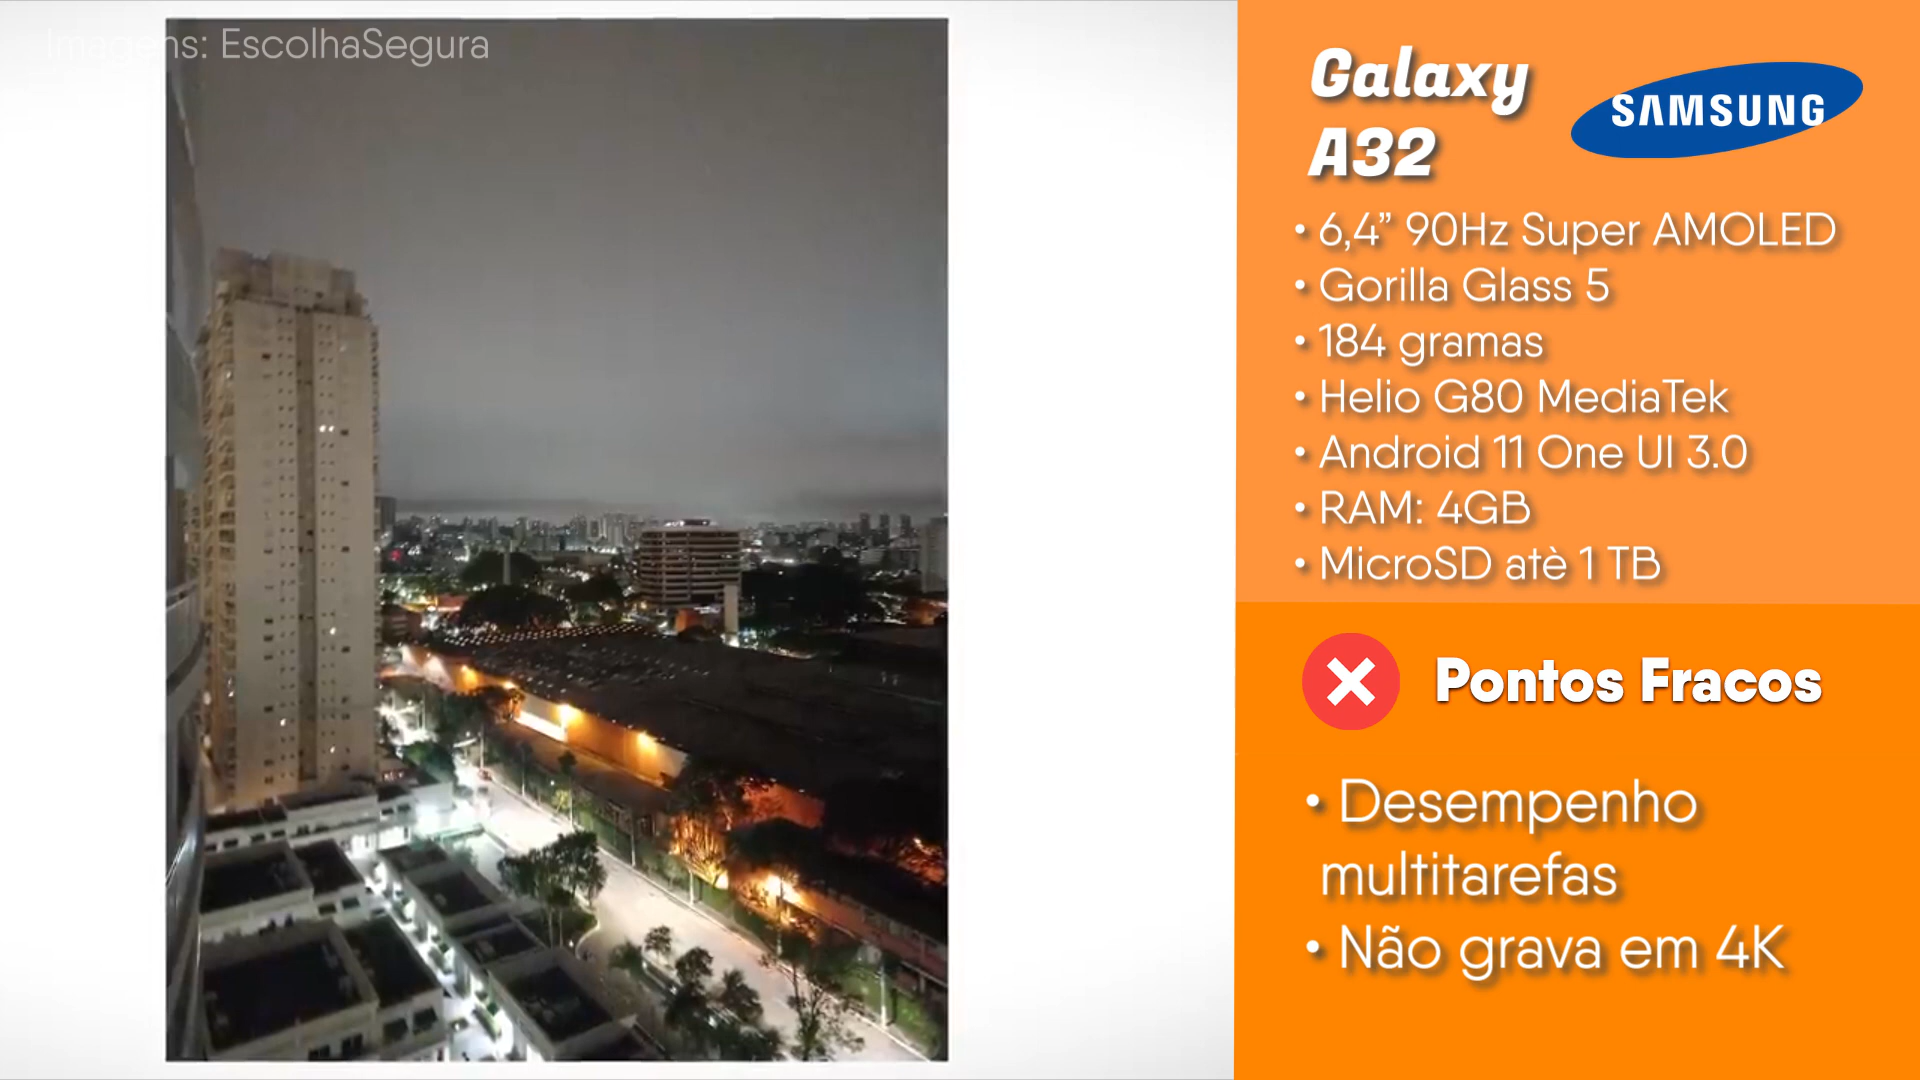 Imagens: EscolhaSegura
Galaxy
A32
SAMSUNG
• 6,4” 90Hz Super AMOLED
• Gorilla Glass 5
• 184 gramas
• Helio G80 MediaTek
• Android 11 One UI 3.0
• RAM: 4GB
• MicroSD atè 1 TB
Pontos Fracos
• Desempenho
multitarefas
• Não grava em 4K